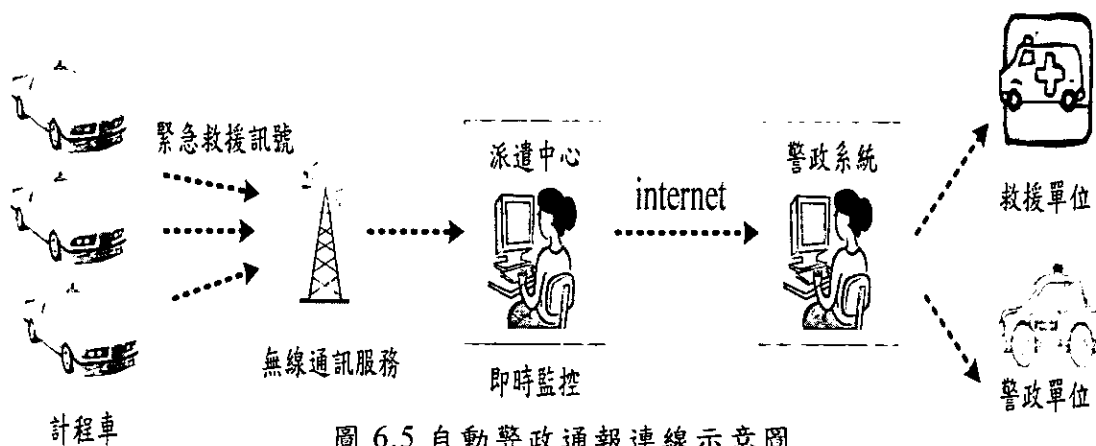 緊急救援訊號
計程車
無線通訊服務
派遣中心
即時監控
internet
警政系統
救援單位
警政單位
圖 6.5 自動警政通報連線示意圖